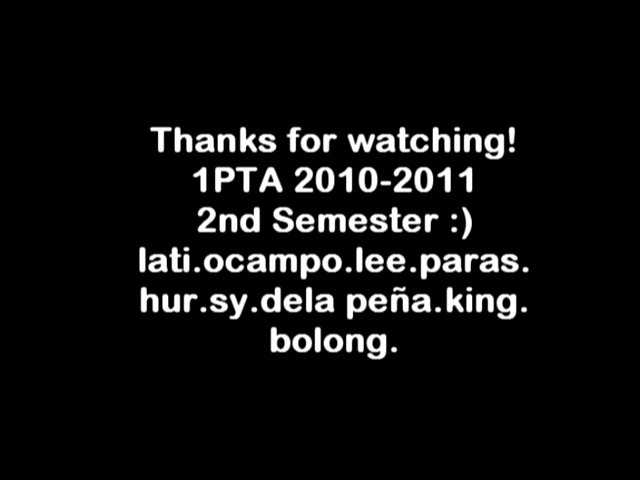 Thanks for watching!
1PTA 2010-2011
2nd Semester :)
lati.ocampo.lee.paras.
hur.sy.dela peña.king.
bolong.